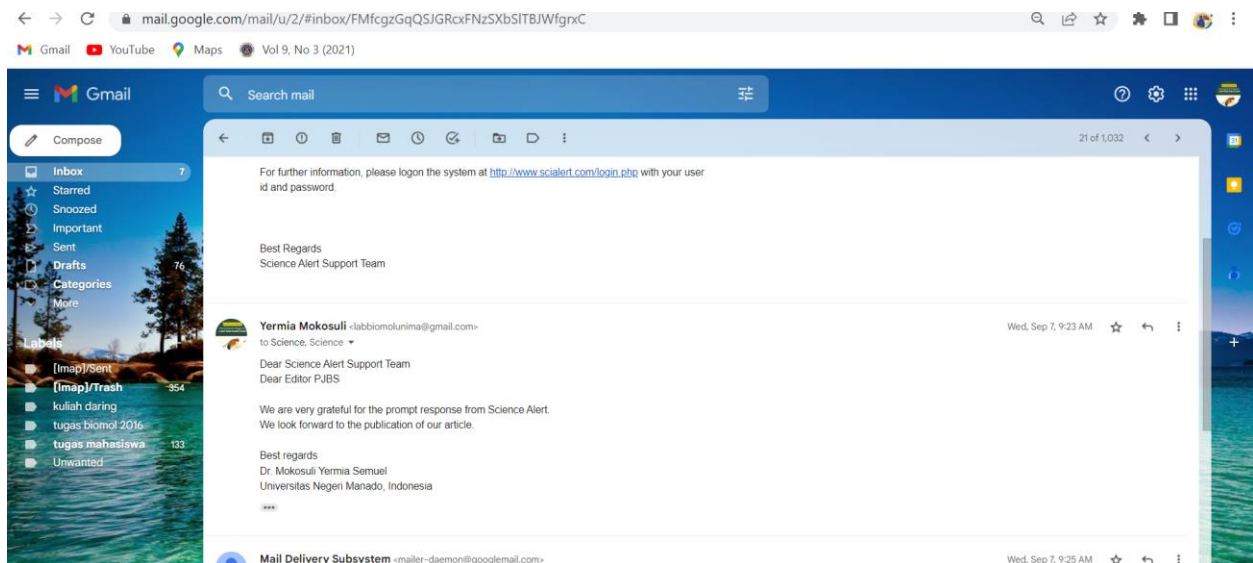 mail.google.com/mail/u/2/#inbox/FMfcgzGqQSJGRcxFNzSXbSlTBJWfgrxC
Gmail YouTube Maps Vol 9, No 3 (2021)
Gmail Search mail
Compose 21 of 1,032
Inbox 7
Starred
Snoozed
Important
Sent
Drafts 76
Categories
More
Labels
[Imap]/Sent
[Imap]/Trash 354
kuliah daring
tugas biomol 2016
tugas mahasiswa 133
Unwanted
For further information, please logon the system at http://www.scialert.com/login.php with your user
id and password.
Best Regards
Science Alert Support Team
Yermia Mokosuli <labbiomolunima@gmail.com> Wed, Sep 7, 9:23 AM
to Science, Science
Dear Science Alert Support Team
Dear Editor PJBS
We are very grateful for the prompt response from Science Alert.
We look forward to the publication of our article.
Best regards
Dr. Mokosuli Yermia Semuel
Universitas Negeri Manado, Indonesia
Mail Delivery Subsystem <mailer-daemon@googlemail.com> Wed, Sep 7, 9:25 AM